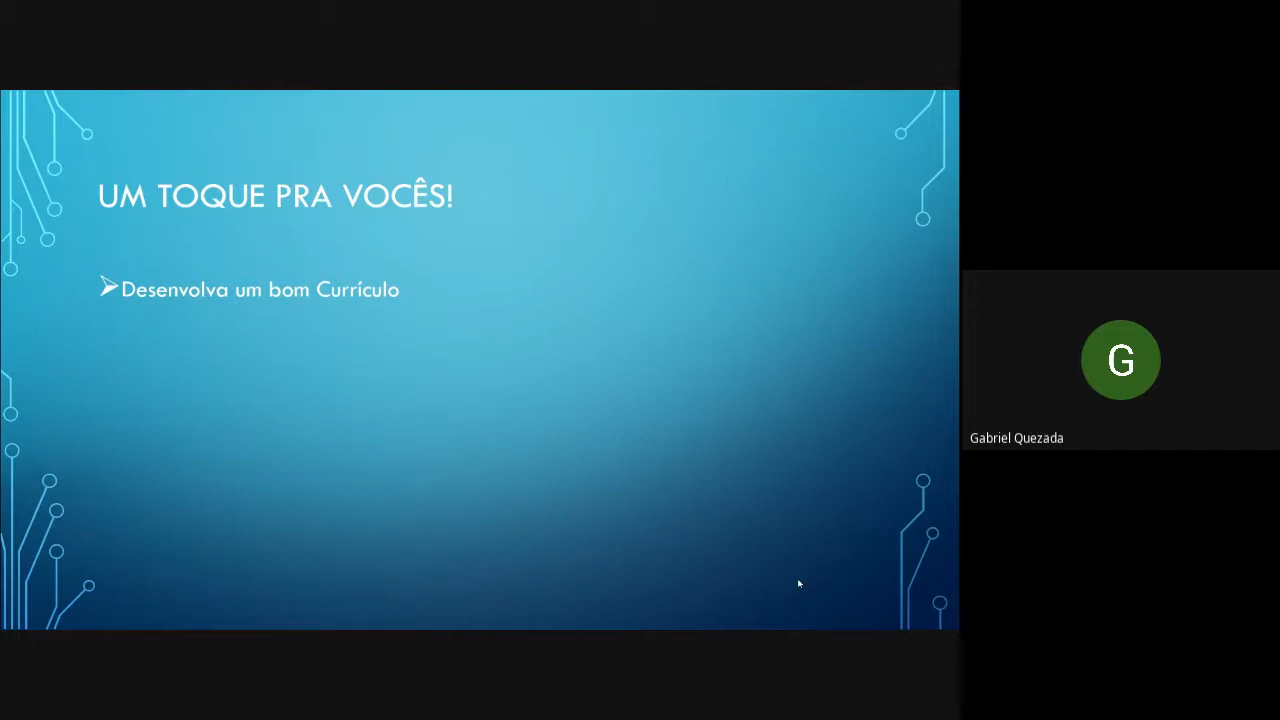 UM TOQUE PRA VOCÊS!
Desenvolva um bom Currículo
G
Gabriel Quezada